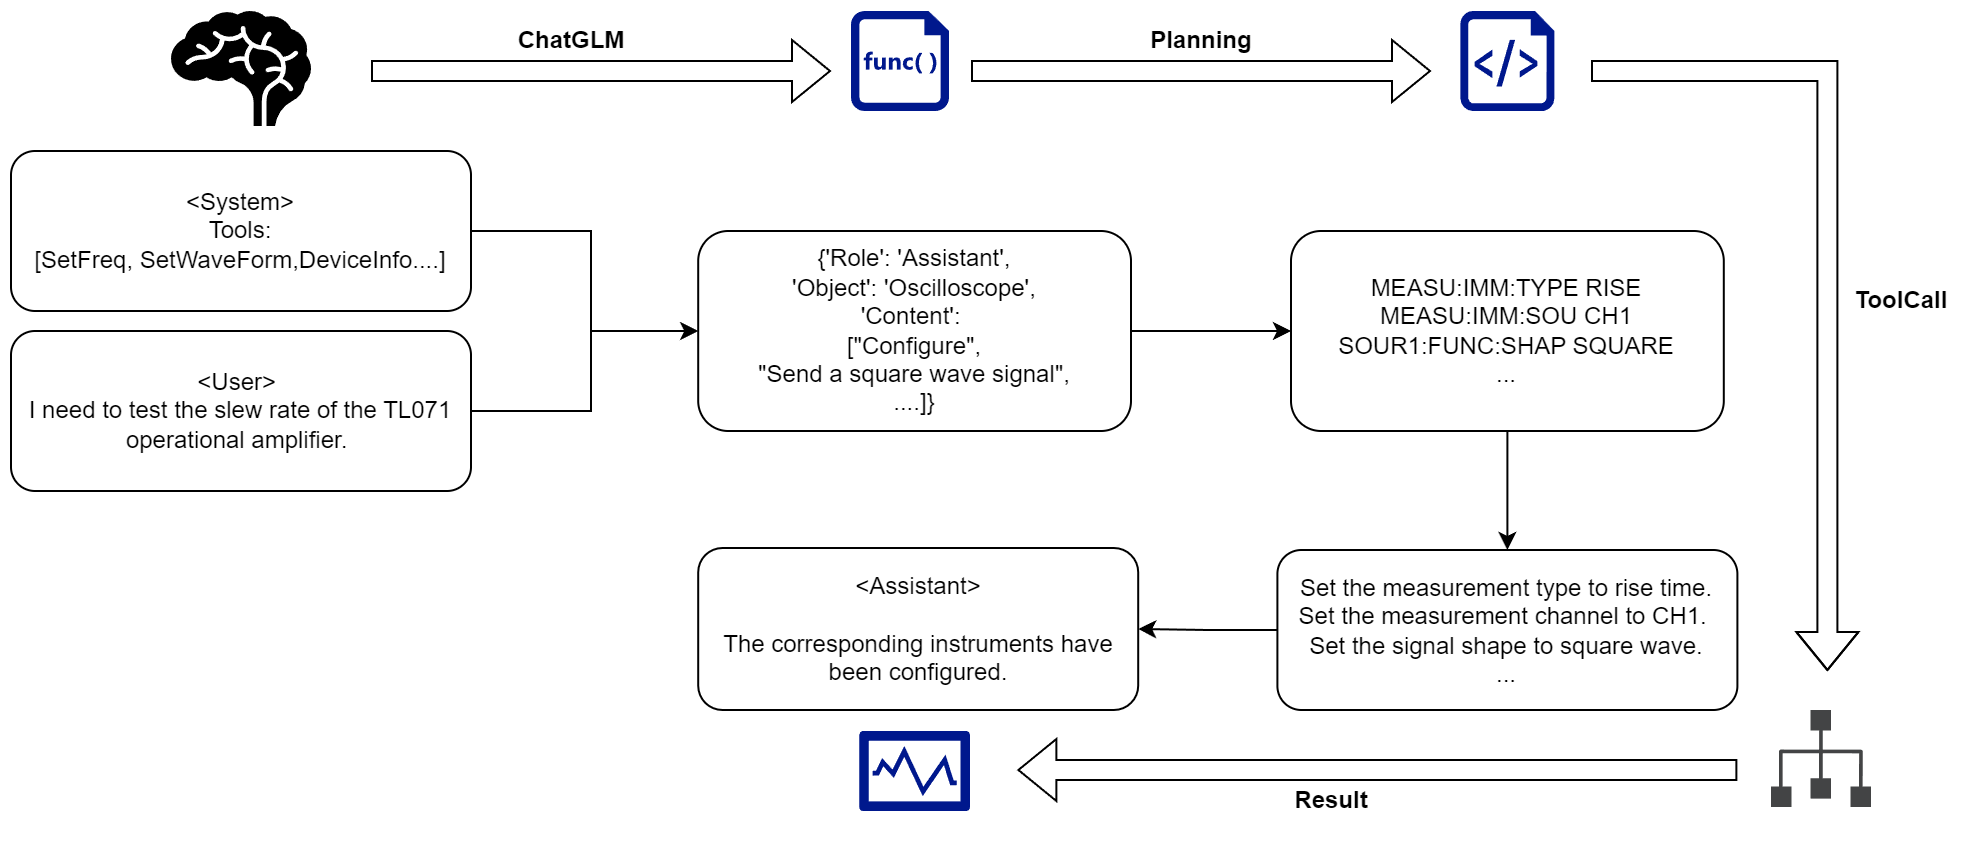 ChatGLM
func( )
Planning
</>
<System>
Tools:
[SetFreq, SetWaveForm,DeviceInfo....]
<User>
I need to test the slew rate of the TL071
operational amplifier.
{'Role': 'Assistant',
'Object': 'Oscilloscope',
'Content':
["Configure",
"Send a square wave signal",
....]}
MEASU:IMM:TYPE RISE
MEASU:IMM:SOU CH1
SOUR1:FUNC:SHAP SQUARE
...
ToolCall
<Assistant>
The corresponding instruments have
been configured.
Set the measurement type to rise time.
Set the measurement channel to CH1.
Set the signal shape to square wave.
...
Result